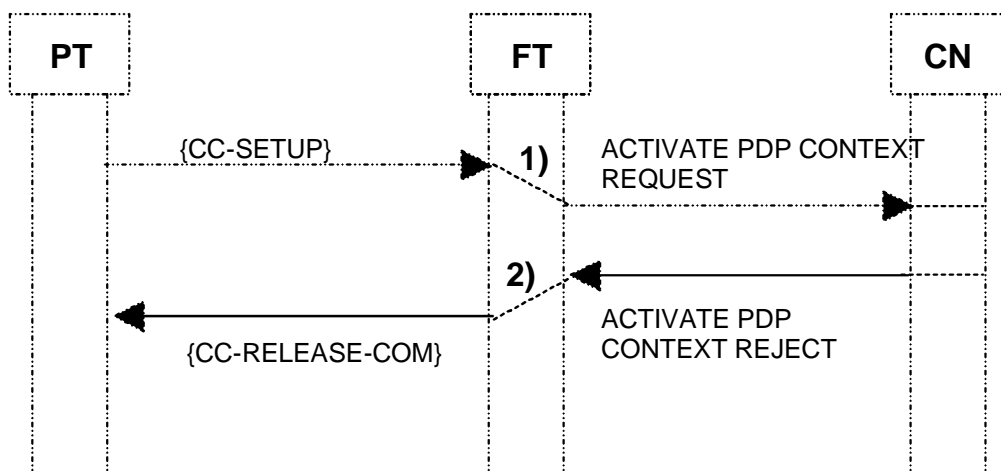 PT
FT
CN
{CC-SETUP}
1)
ACTIVATE PDP CONTEXT
REQUEST
2)
{CC-RELEASE-COM}
ACTIVATE PDP
CONTEXT REJECT